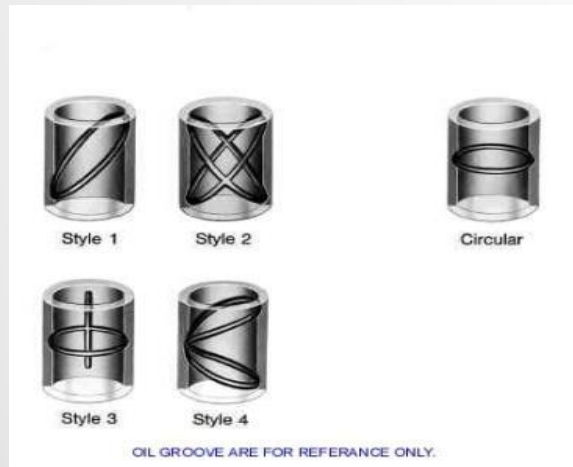 Style 1
Style 2
Circular
Style 3
Style 4
OIL GROOVE ARE FOR REFERANCE ONLY.